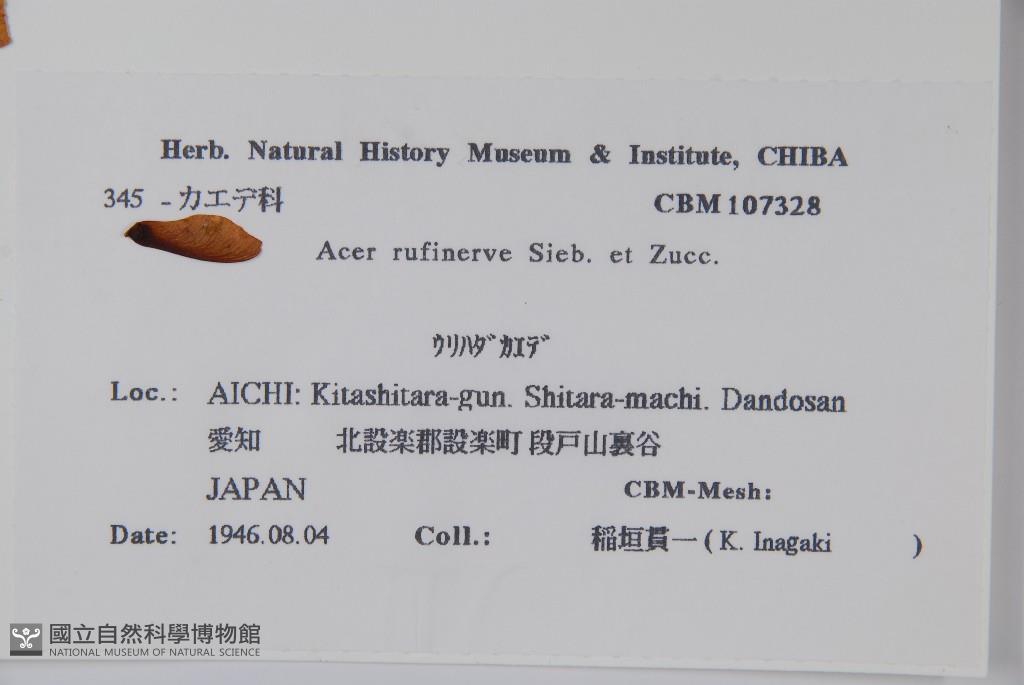 Herb. Natural History Museum & Institute, CHIBA
345 - カエデ科 CBM 107328
Acer rufinerve Sieb. et Zucc.
ｳﾘﾊﾀﾞｶｴﾃﾞ
Loc.: AICHI: Kitashitara-gun. Shitara-machi. Dandosan
愛知 北設楽郡設楽町 段戸山裏谷
JAPAN CBM-Mesh:
Date: 1946.08.04 Coll.: 稲垣貫一 ( K. Inagaki )
國立自然科學博物館
NATIONAL MUSEUM OF NATURAL SCIENCE